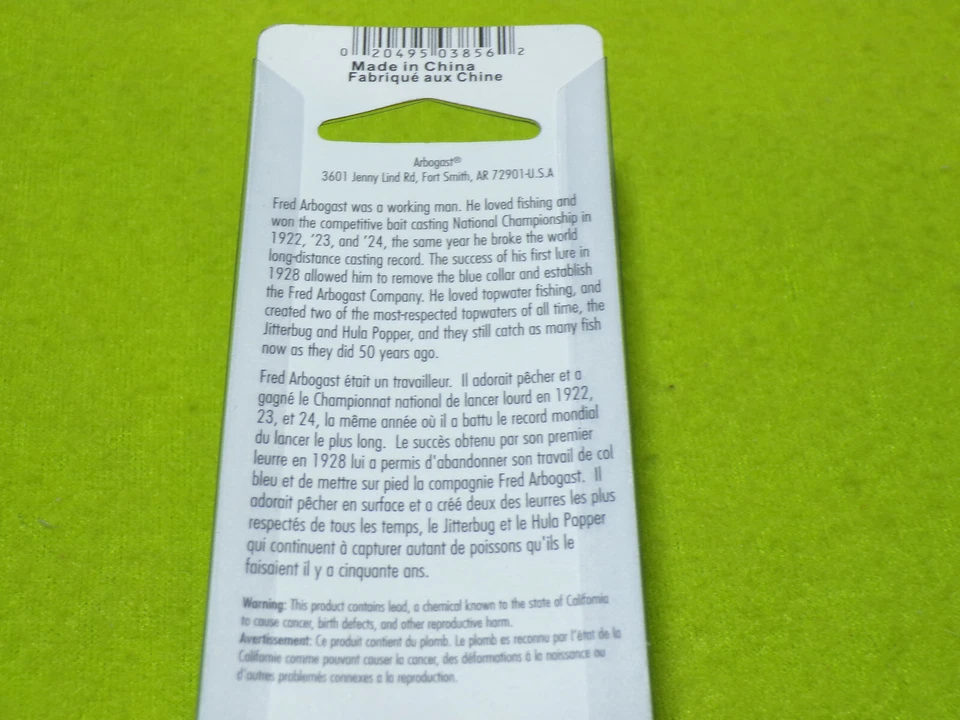 0 20495 03856 2
Made in China
Fabriqué aux Chine
Arbogast®
3601 Jenny Lind Rd, Fort Smith, AR 72901-U.S.A
Fred Arbogast was a working man. He loved fishing and
won the competitive bait casting National Championship in
1922, '23, and '24, the same year he broke the world
long-distance casting record. The success of his first lure in
1928 allowed him to remove the blue collar and establish
the Fred Arbogast Company. He loved topwater fishing, and
created two of the most-respected topwaters of all time, the
Jitterbug and Hula Popper, and they still catch as many fish
now as they did 50 years ago.
Fred Arbogast était un travailleur. Il adorait pêcher et a
gagné le Championnat national de lancer lourd en 1922,
23, et 24, la même année où il a battu le record mondial
du lancer le plus long. Le succès obtenu par son premier
leurre en 1928 lui a permis d'abandonner son travail de col
bleu et de mettre sur pied la compagnie Fred Arbogast. Il
adorait pêcher en surface et a créé deux des leurres les plus
respectés de tous les temps, le Jitterbug et le Hula Popper
qui continuent à capturer autant de poissons qu'ils le
faisaient il y a cinquante ans.
Warning: This product contains lead, a chemical known to the state of California
to cause cancer, birth defects, and other reproductive harm.
Avertissement: Ce produit contient du plomb. Le plomb es reconnu par l'état de la
Californie comme pouvant causer la cancer, des déformations à la naissance ou
d'autres problemés connexes a la reproduction.